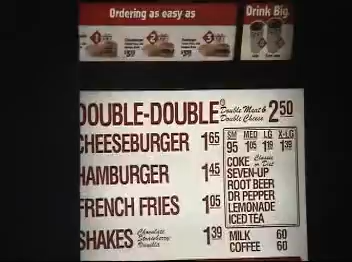 Ordering as easy as
Drink Big.
1 2 3
DOUBLE-DOUBLE® Double Meat & Double Cheese 2 50
CHEESEBURGER 1 65
HAMBURGER 1 45
FRENCH FRIES 1 05
SHAKES Chocolate Strawberry Vanilla 1 39
SM MED LG X-LG
95 1 05 1 19 1 39
COKE Classic or Diet
SEVEN-UP
ROOT BEER
DR PEPPER
LEMONADE
ICED TEA
MILK 60
COFFEE 60